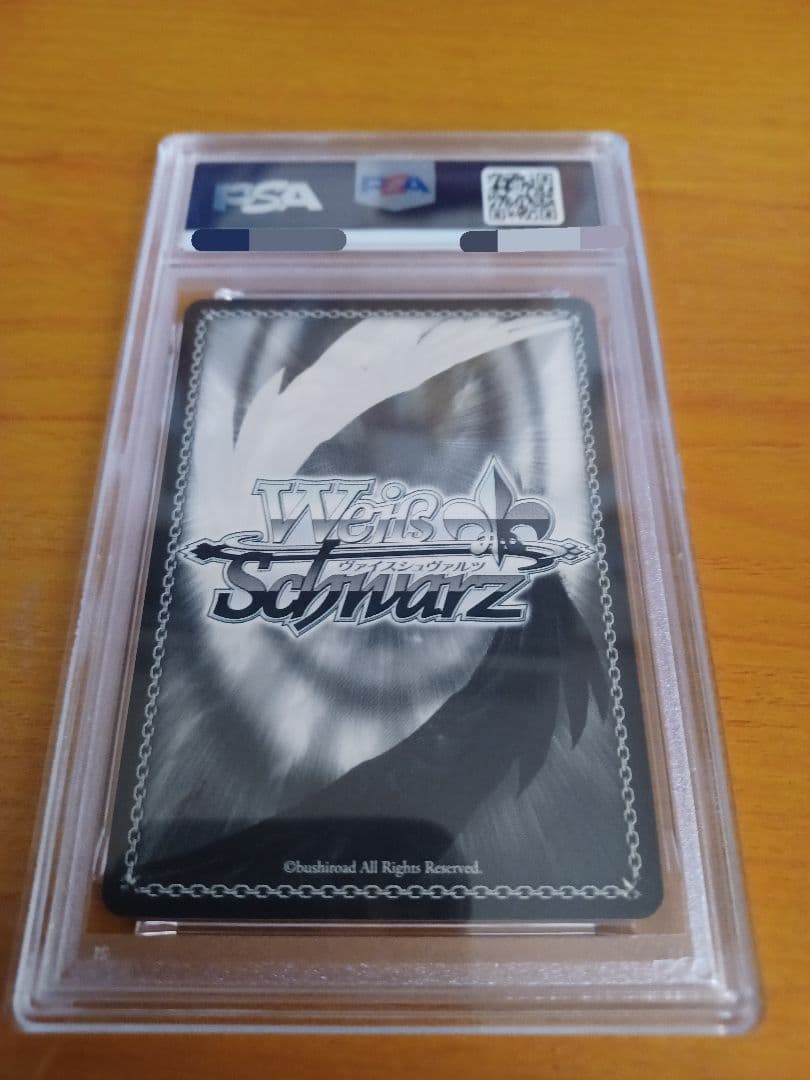 PSA PSA
Weiß
ヴァイスシュヴァルツ
Schwarz
©bushiroad All Rights Reserved.